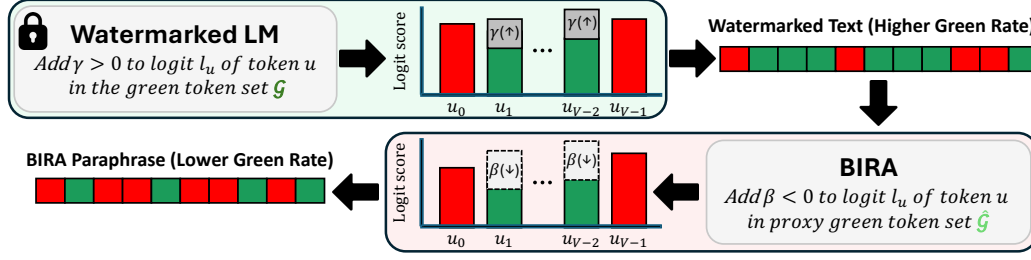 Watermarked LM
Add γ > 0 to logit l_u of token u
in the green token set 𝒢
Logit score
γ(↑)
...
γ(↑)
u_0
u_1
u_{V-2}
u_{V-1}
Watermarked Text (Higher Green Rate)
BIRA
Add β < 0 to logit l_u of token u
in proxy green token set 𝒢̂
Logit score
β(↓)
...
β(↓)
u_0
u_1
u_{V-2}
u_{V-1}
BIRA Paraphrase (Lower Green Rate)